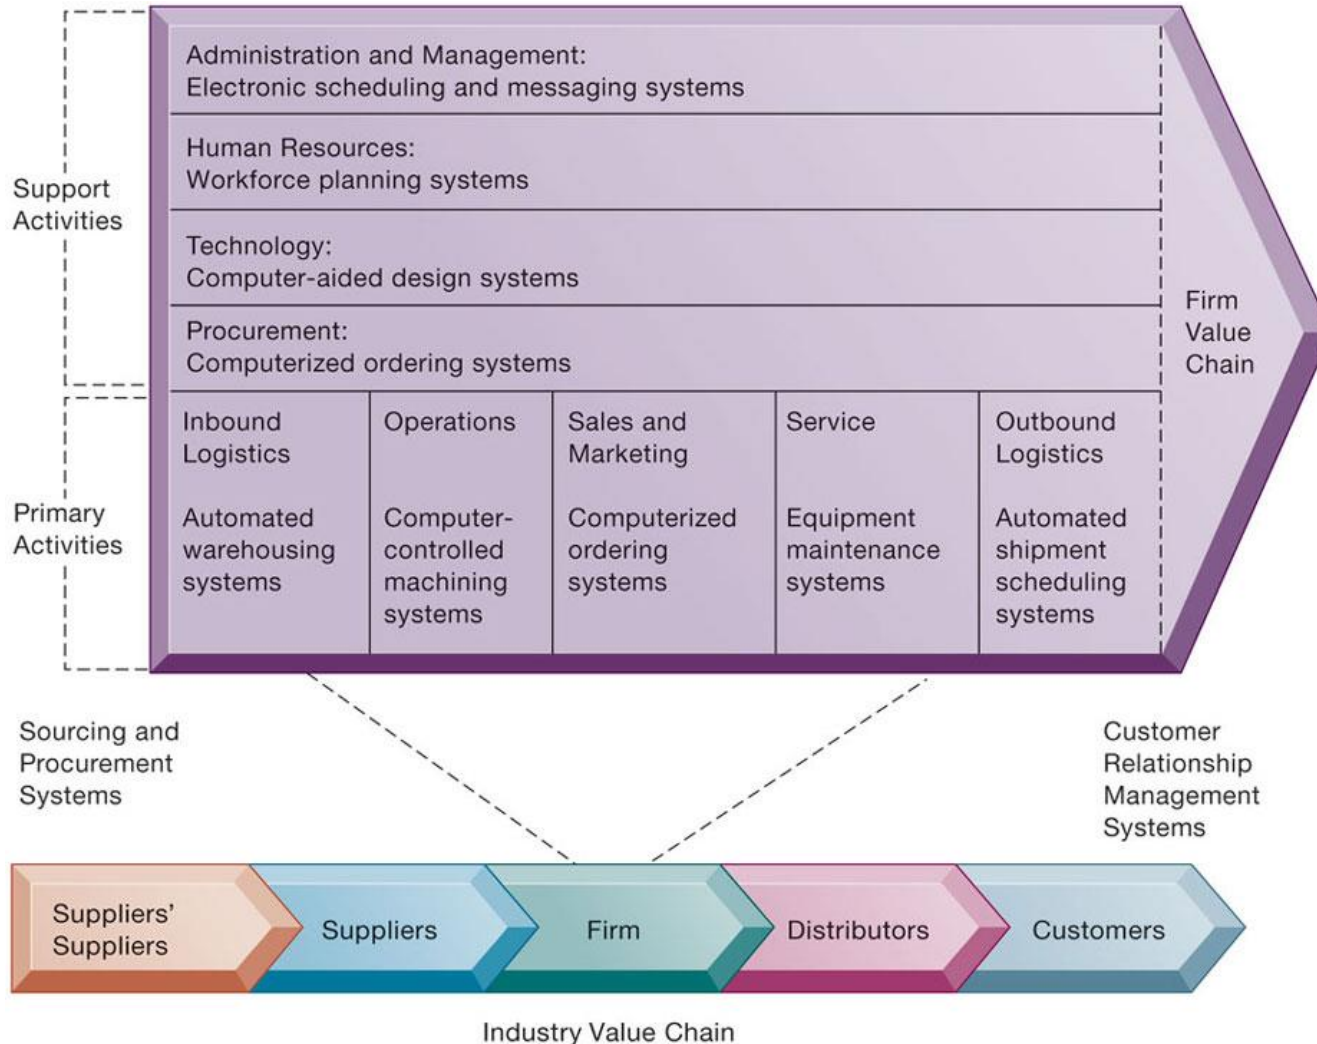 Administration and Management:
Electronic scheduling and messaging systems
Human Resources:
Workforce planning systems
Support
Activities
Technology:
Computer-aided design systems
Procurement:
Computerized ordering systems
Firm
Value
Chain
Primary
Activities
Inbound
Logistics
Automated
warehousing
systems
Operations
Computer-
controlled
machining
systems
Sales and
Marketing
Computerized
ordering
systems
Service
Equipment
maintenance
systems
Outbound
Logistics
Automated
shipment
scheduling
systems
Sourcing and
Procurement
Systems
Customer
Relationship
Management
Systems
Suppliers’
Suppliers
Suppliers
Firm
Distributors
Customers
Industry Value Chain